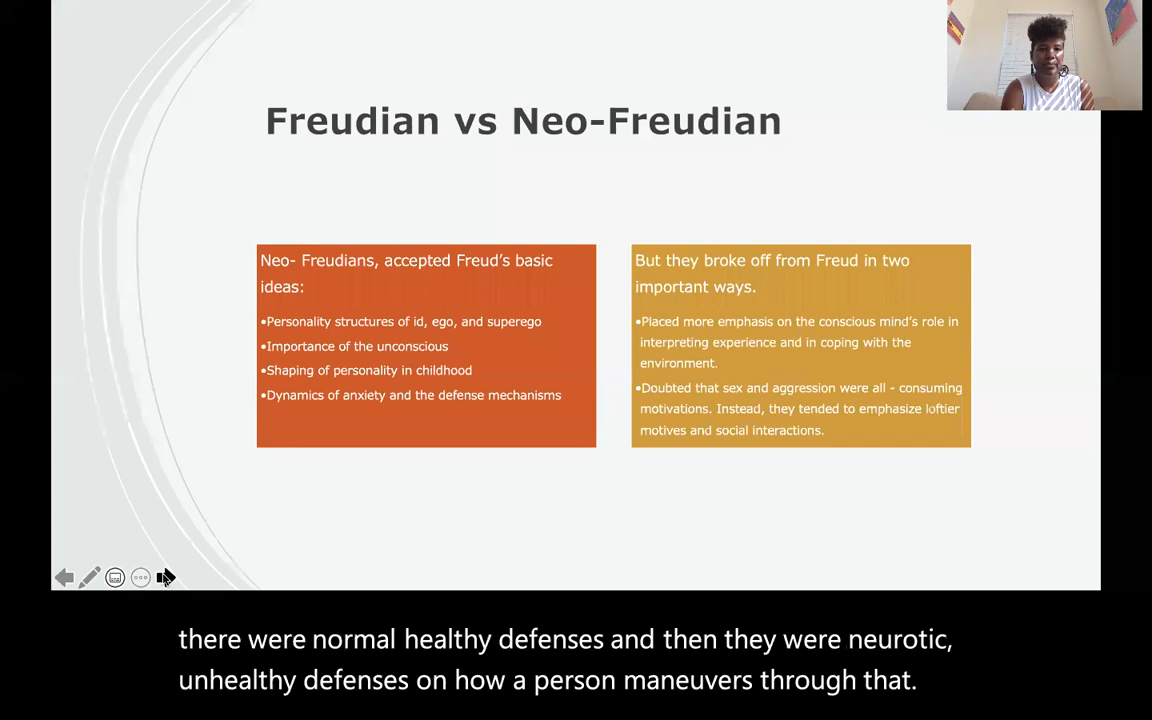 Freudian vs Neo-Freudian
Neo- Freudians, accepted Freud's basic
ideas:
•Personality structures of id, ego, and superego
•Importance of the unconscious
•Shaping of personality in childhood
•Dynamics of anxiety and the defense mechanisms
But they broke off from Freud in two
important ways.
•Placed more emphasis on the conscious mind's role in
interpreting experience and in coping with the
environment.
•Doubted that sex and aggression were all - consuming
motivations. Instead, they tended to emphasize loftier
motives and social interactions.
there were normal healthy defenses and then they were neurotic,
unhealthy defenses on how a person maneuvers through that.